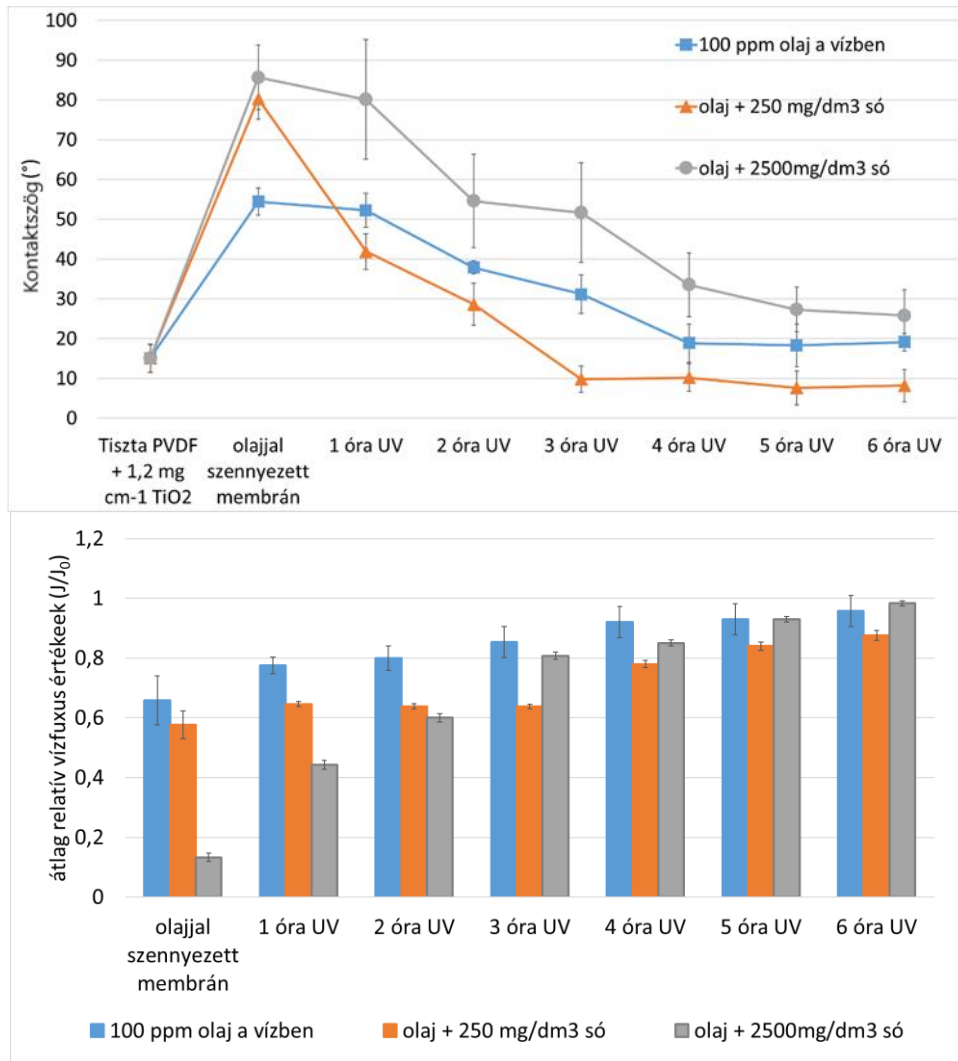 100
90
80
70
60
50
40
30
20
10
0
Kontaktszög (°)
100 ppm olaj a vízben
olaj + 250 mg/dm3 só
olaj + 2500mg/dm3 só
Tiszta PVDF
+ 1,2 mg
cm-1 TiO2
olajjal
szennyezett
membrán
1 óra UV
2 óra UV
3 óra UV
4 óra UV
5 óra UV
6 óra UV
1,2
1
0,8
0,6
0,4
0,2
0
átlag relatív vízfuxus értékeek (J/J₀)
olajjal
szennyezett
membrán
1 óra UV
2 óra UV
3 óra UV
4 óra UV
5 óra UV
6 óra UV
100 ppm olaj a vízben
olaj + 250 mg/dm3 só
olaj + 2500mg/dm3 só